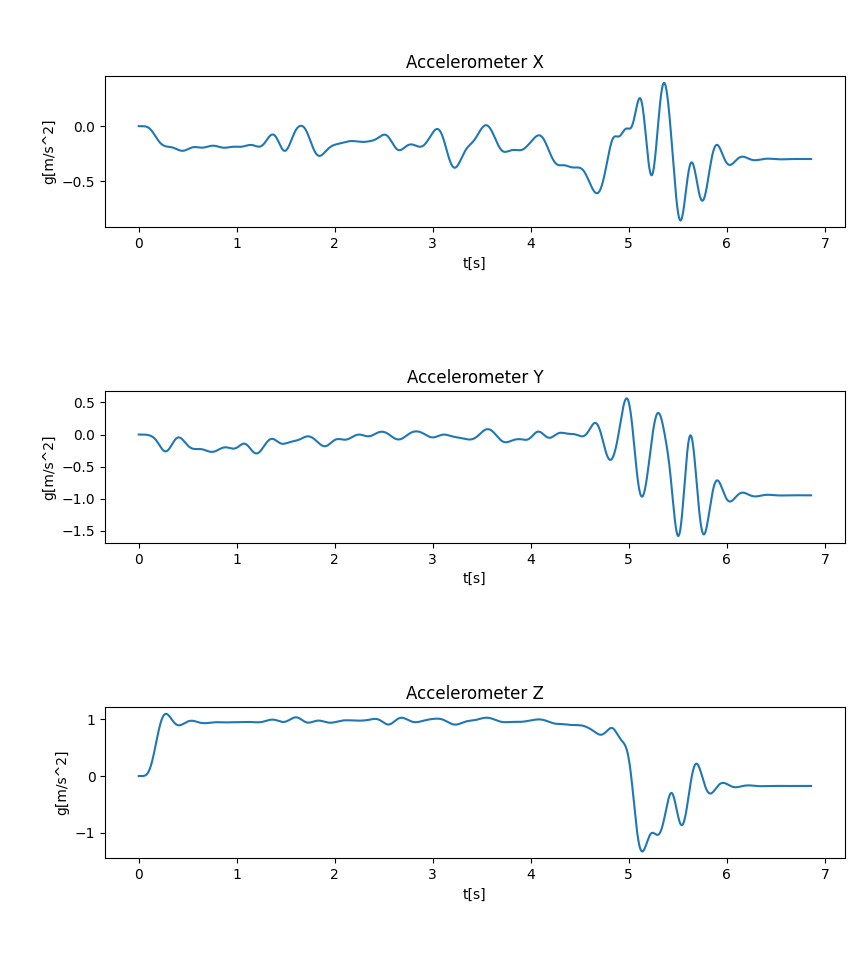 Accelerometer X
g[m/s^2]
0.0
−0.5
0 1 2 3 4 5 6 7
t[s]
Accelerometer Y
g[m/s^2]
0.5
0.0
−0.5
−1.0
−1.5
0 1 2 3 4 5 6 7
t[s]
Accelerometer Z
g[m/s^2]
1
0
−1
0 1 2 3 4 5 6 7
t[s]